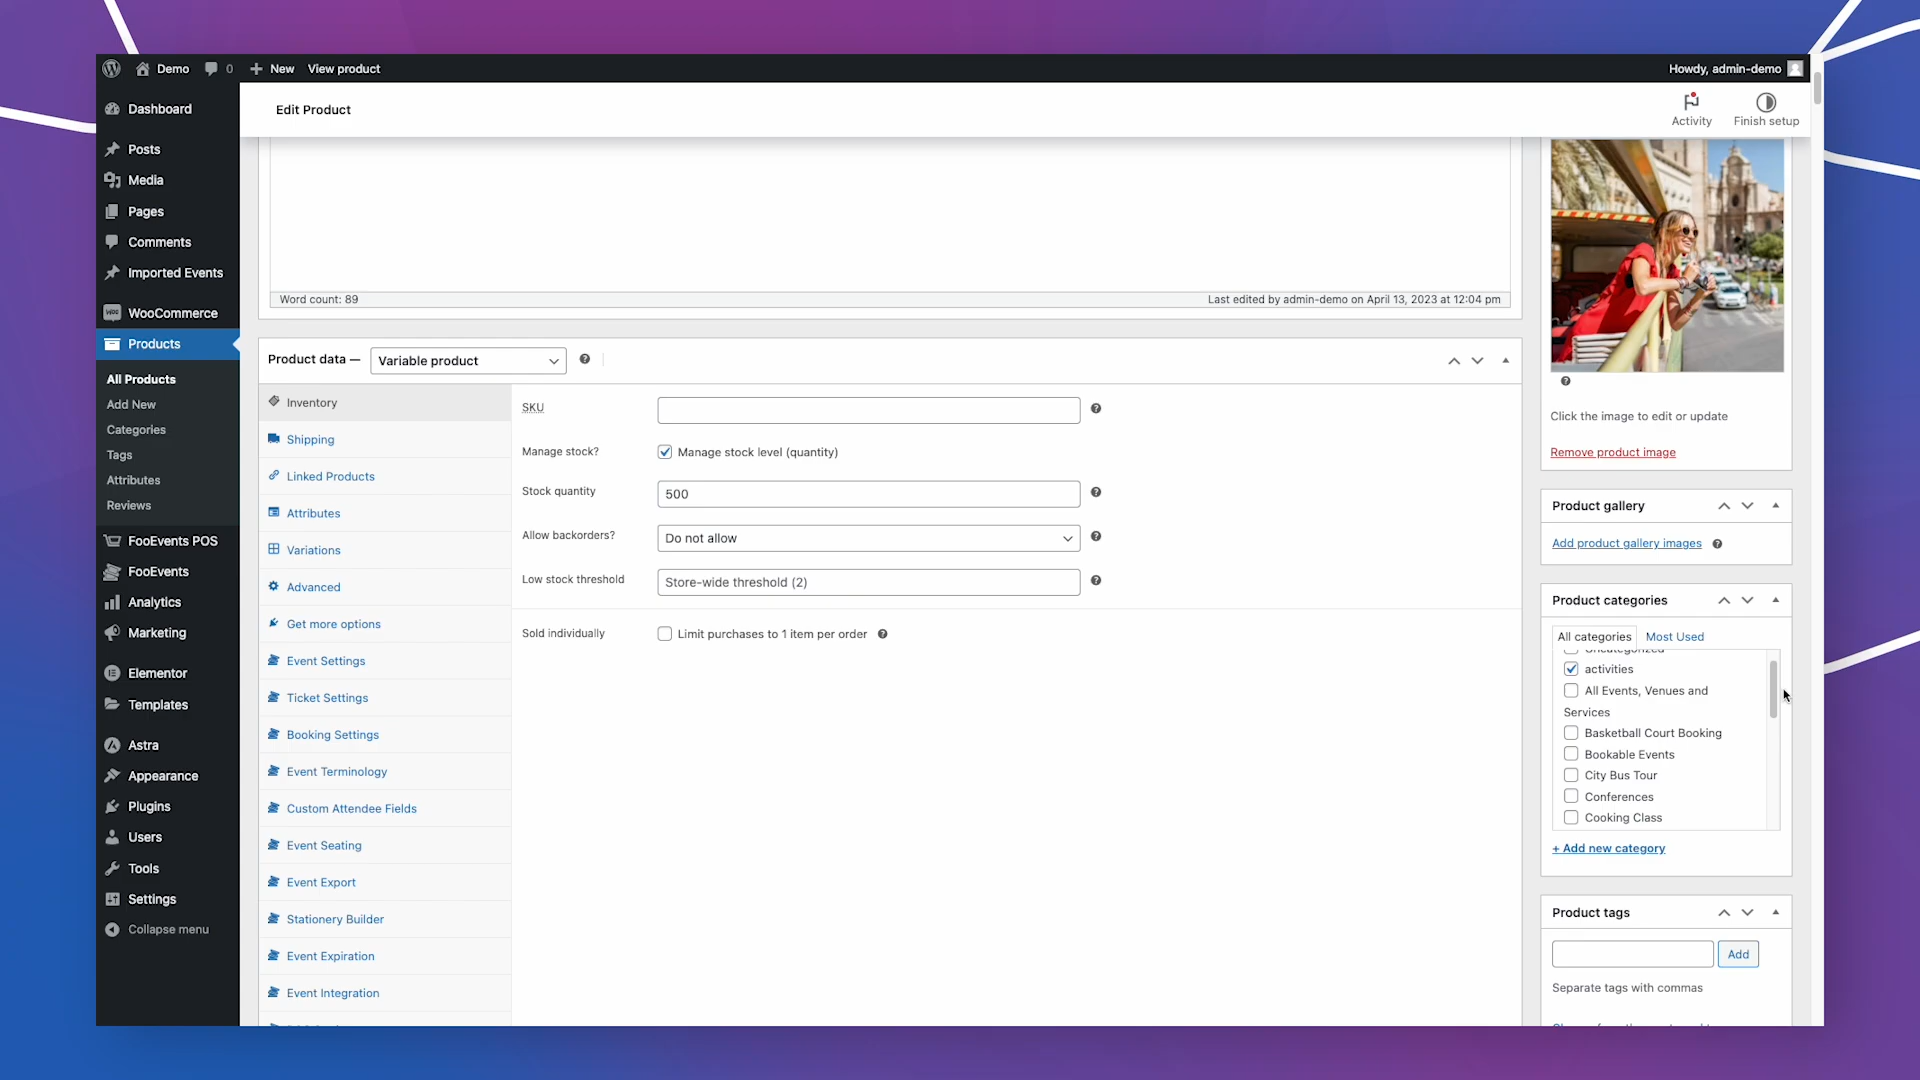 Demo
0
New
View product
Howdy, admin-demo
Dashboard
Posts
Media
Pages
Comments
Imported Events
WooCommerce
Products
All Products
Add New
Categories
Tags
Attributes
Reviews
FooEvents POS
FooEvents
Analytics
Marketing
Elementor
Templates
Astra
Appearance
Plugins
Users
Tools
Settings
Collapse menu
Edit Product
Activity
Finish setup
Word count: 89
Last edited by admin-demo on April 13, 2023 at 12:04 pm
Product data —
Variable product
Inventory
Shipping
Linked Products
Attributes
Variations
Advanced
Get more options
Event Settings
Ticket Settings
Booking Settings
Event Terminology
Custom Attendee Fields
Event Seating
Event Export
Stationery Builder
Event Expiration
Event Integration
SKU
Manage stock?
Manage stock level (quantity)
Stock quantity
500
Allow backorders?
Do not allow
Low stock threshold
Store-wide threshold (2)
Sold individually
Limit purchases to 1 item per order
Click the image to edit or update
Remove product image
Product gallery
Add product gallery images
Product categories
All categories
Most Used
Uncategorized
activities
All Events, Venues and
Services
Basketball Court Booking
Bookable Events
City Bus Tour
Conferences
Cooking Class
+ Add new category
Product tags
Add
Separate tags with commas